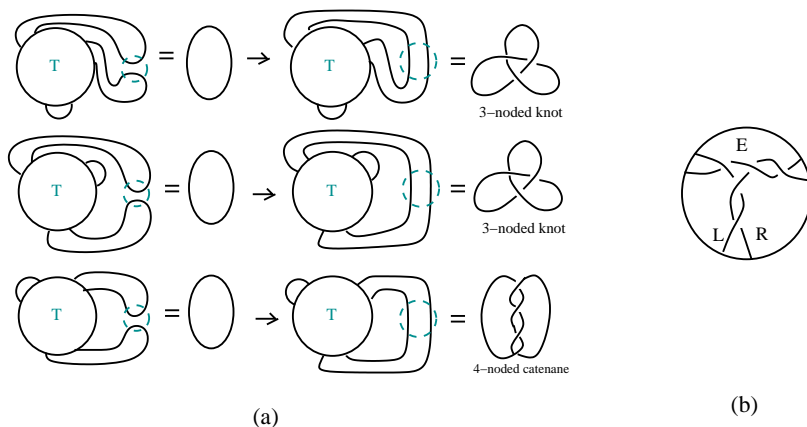 T = → T = 3−noded knot
T = → T = 3−noded knot
T = → T = 4−noded catenane
E
L R
(a)
(b)